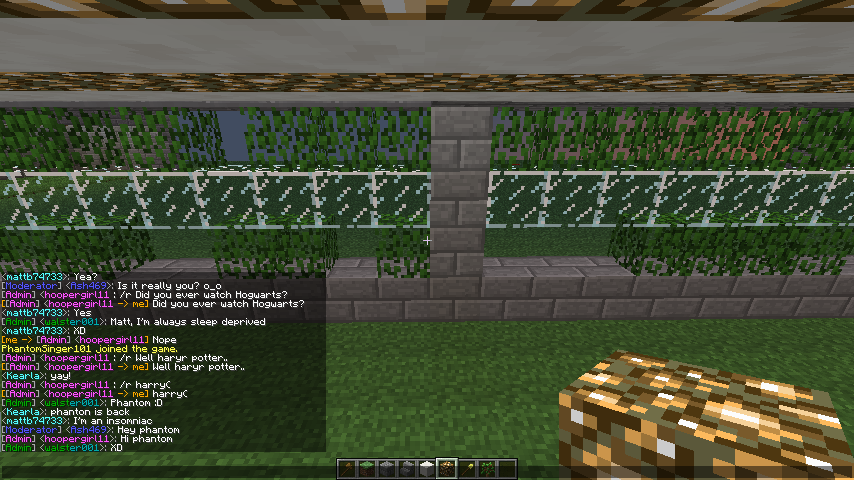 <mattb74733>: Yea?
[Moderator] <Ash469>: Is it really you? o_o
[Admin] <hoopergirl11 : /r Did you ever watch Hogwarts?
[[Admin] <hoopergirl11 -> me] Did you ever watch Hogwarts?
<mattb74733>: Yes
[Admin] <walster001>: Matt, I'm always sleep deprived
<mattb74733>: XD
[me -> [Admin] <hoopergirl11] Nope
PhantomSinger101 joined the game.
[Admin] <hoopergirl11 : /r Well haryr potter..
[[Admin] <hoopergirl11 -> me] Well haryr potter..
<Kearla>: yay!
[Admin] <hoopergirl11 : /r harry(
[[Admin] <hoopergirl11 -> me] harry(
[Admin] <walster001>: Phantom :D
<Kearla>: phanton is back
<mattb74733>: I'm an insomniac
[Moderator] <Ash469>: Hey phantom
[Admin] <hoopergirl11 : Hi phantom
[Admin] <walster001>: XD